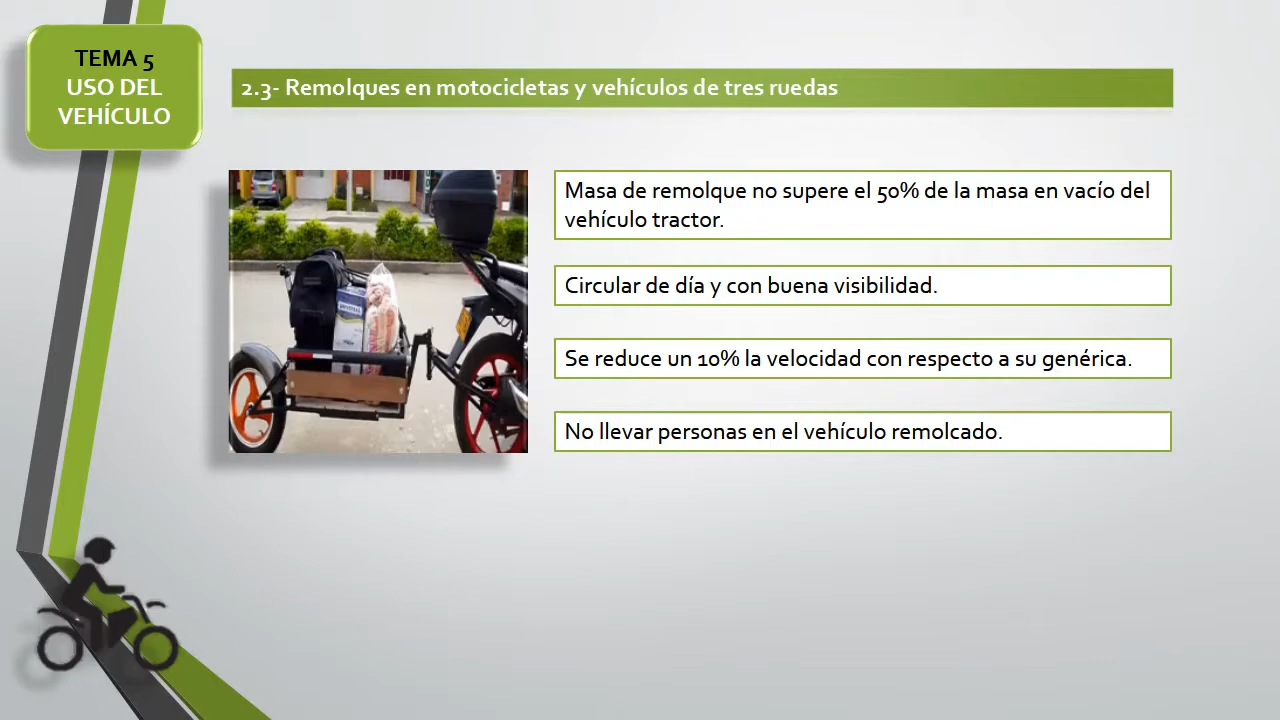 TEMA 5
USO DEL
VEHÍCULO
2.3- Remolques en motocicletas y vehículos de tres ruedas
Masa de remolque no supere el 50% de la masa en vacío del
vehículo tractor.
Circular de día y con buena visibilidad.
Se reduce un 10% la velocidad con respecto a su genérica.
No llevar personas en el vehículo remolcado.